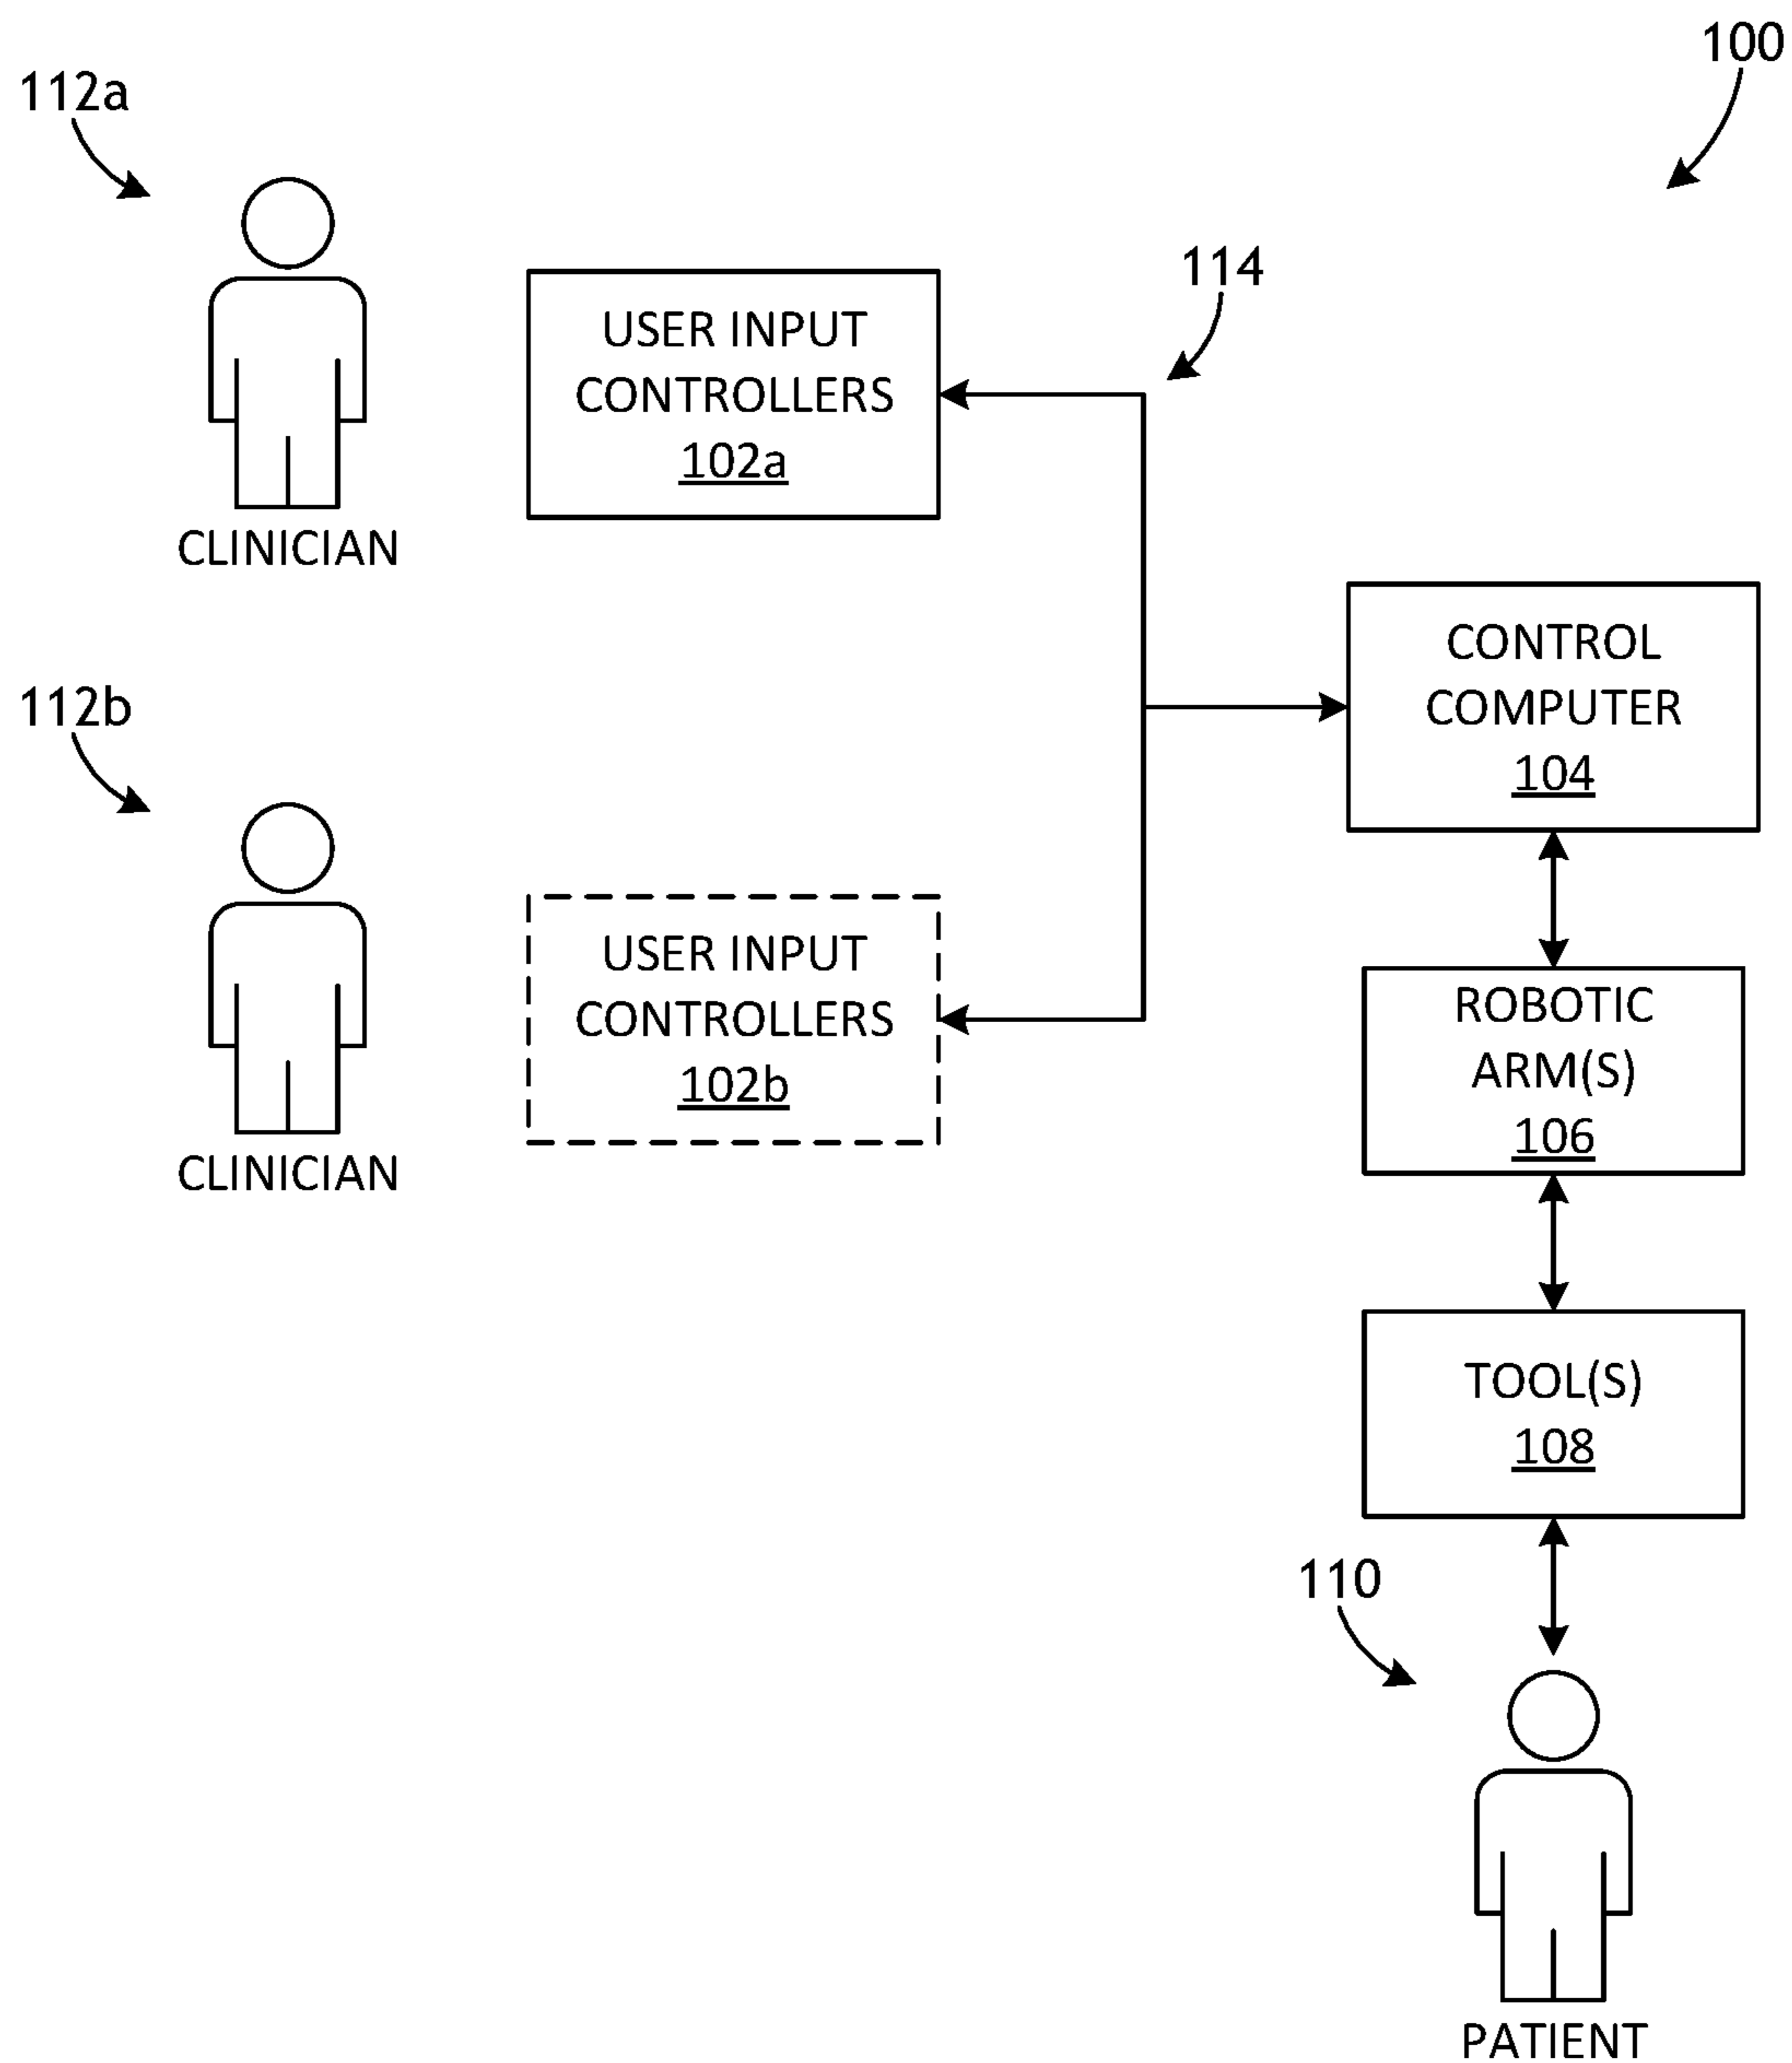 100
112a
114
USER INPUT
CONTROLLERS
102a
CLINICIAN
CONTROL
COMPUTER
104
112b
USER INPUT
CONTROLLERS
102b
CLINICIAN
ROBOTIC
ARM(S)
106
TOOL(S)
108
110
PATIENT